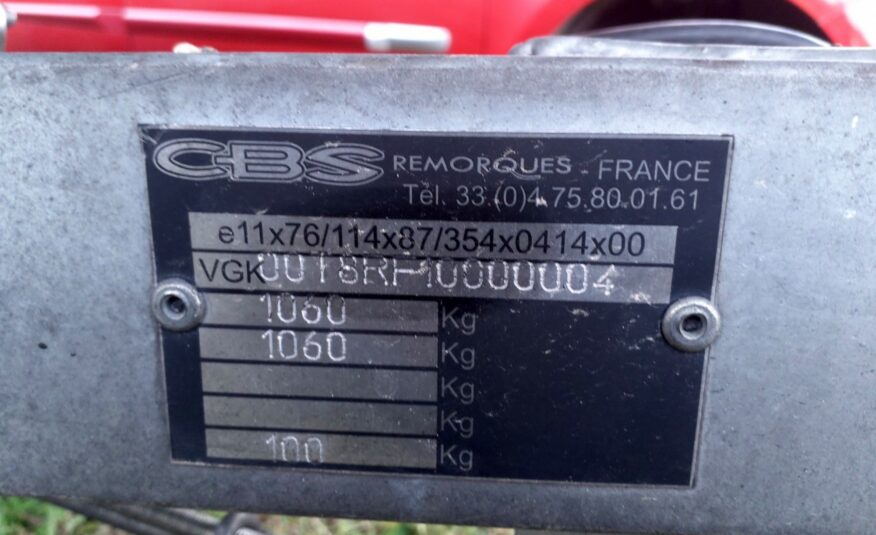 CBS REMORQUES - FRANCE
Tél. 33.(0)4.75.80.01.61
e11x76/114x87/354x0414x00
VGK
1060 Kg
1060 Kg
Kg
Kg
100 Kg